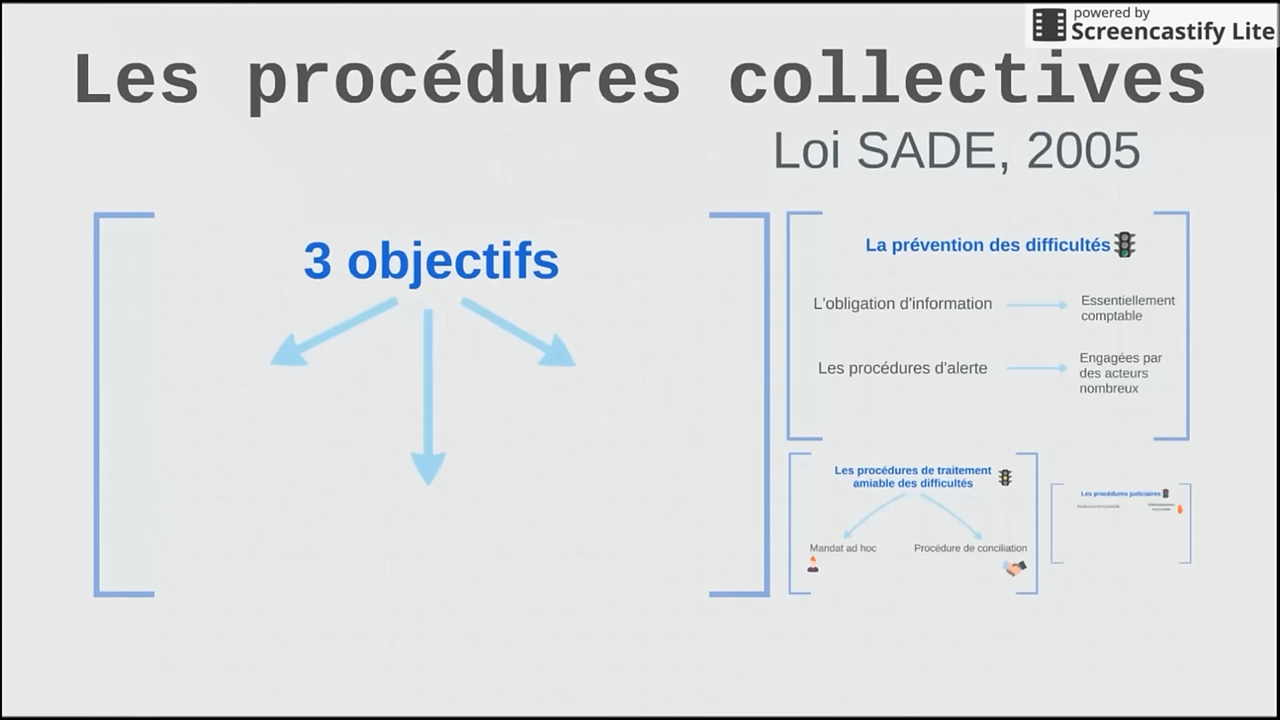 powered by
Screencastify Lite
Les procédures collectives
Loi SADE, 2005
3 objectifs
La prévention des difficultés
L'obligation d'information
Essentiellement
comptable
Les procédures d'alerte
Engagées par
des acteurs
nombreux
Les procédures de traitement
amiable des difficultés
Mandat ad hoc
Procédure de conciliation
Les procédures judiciaires